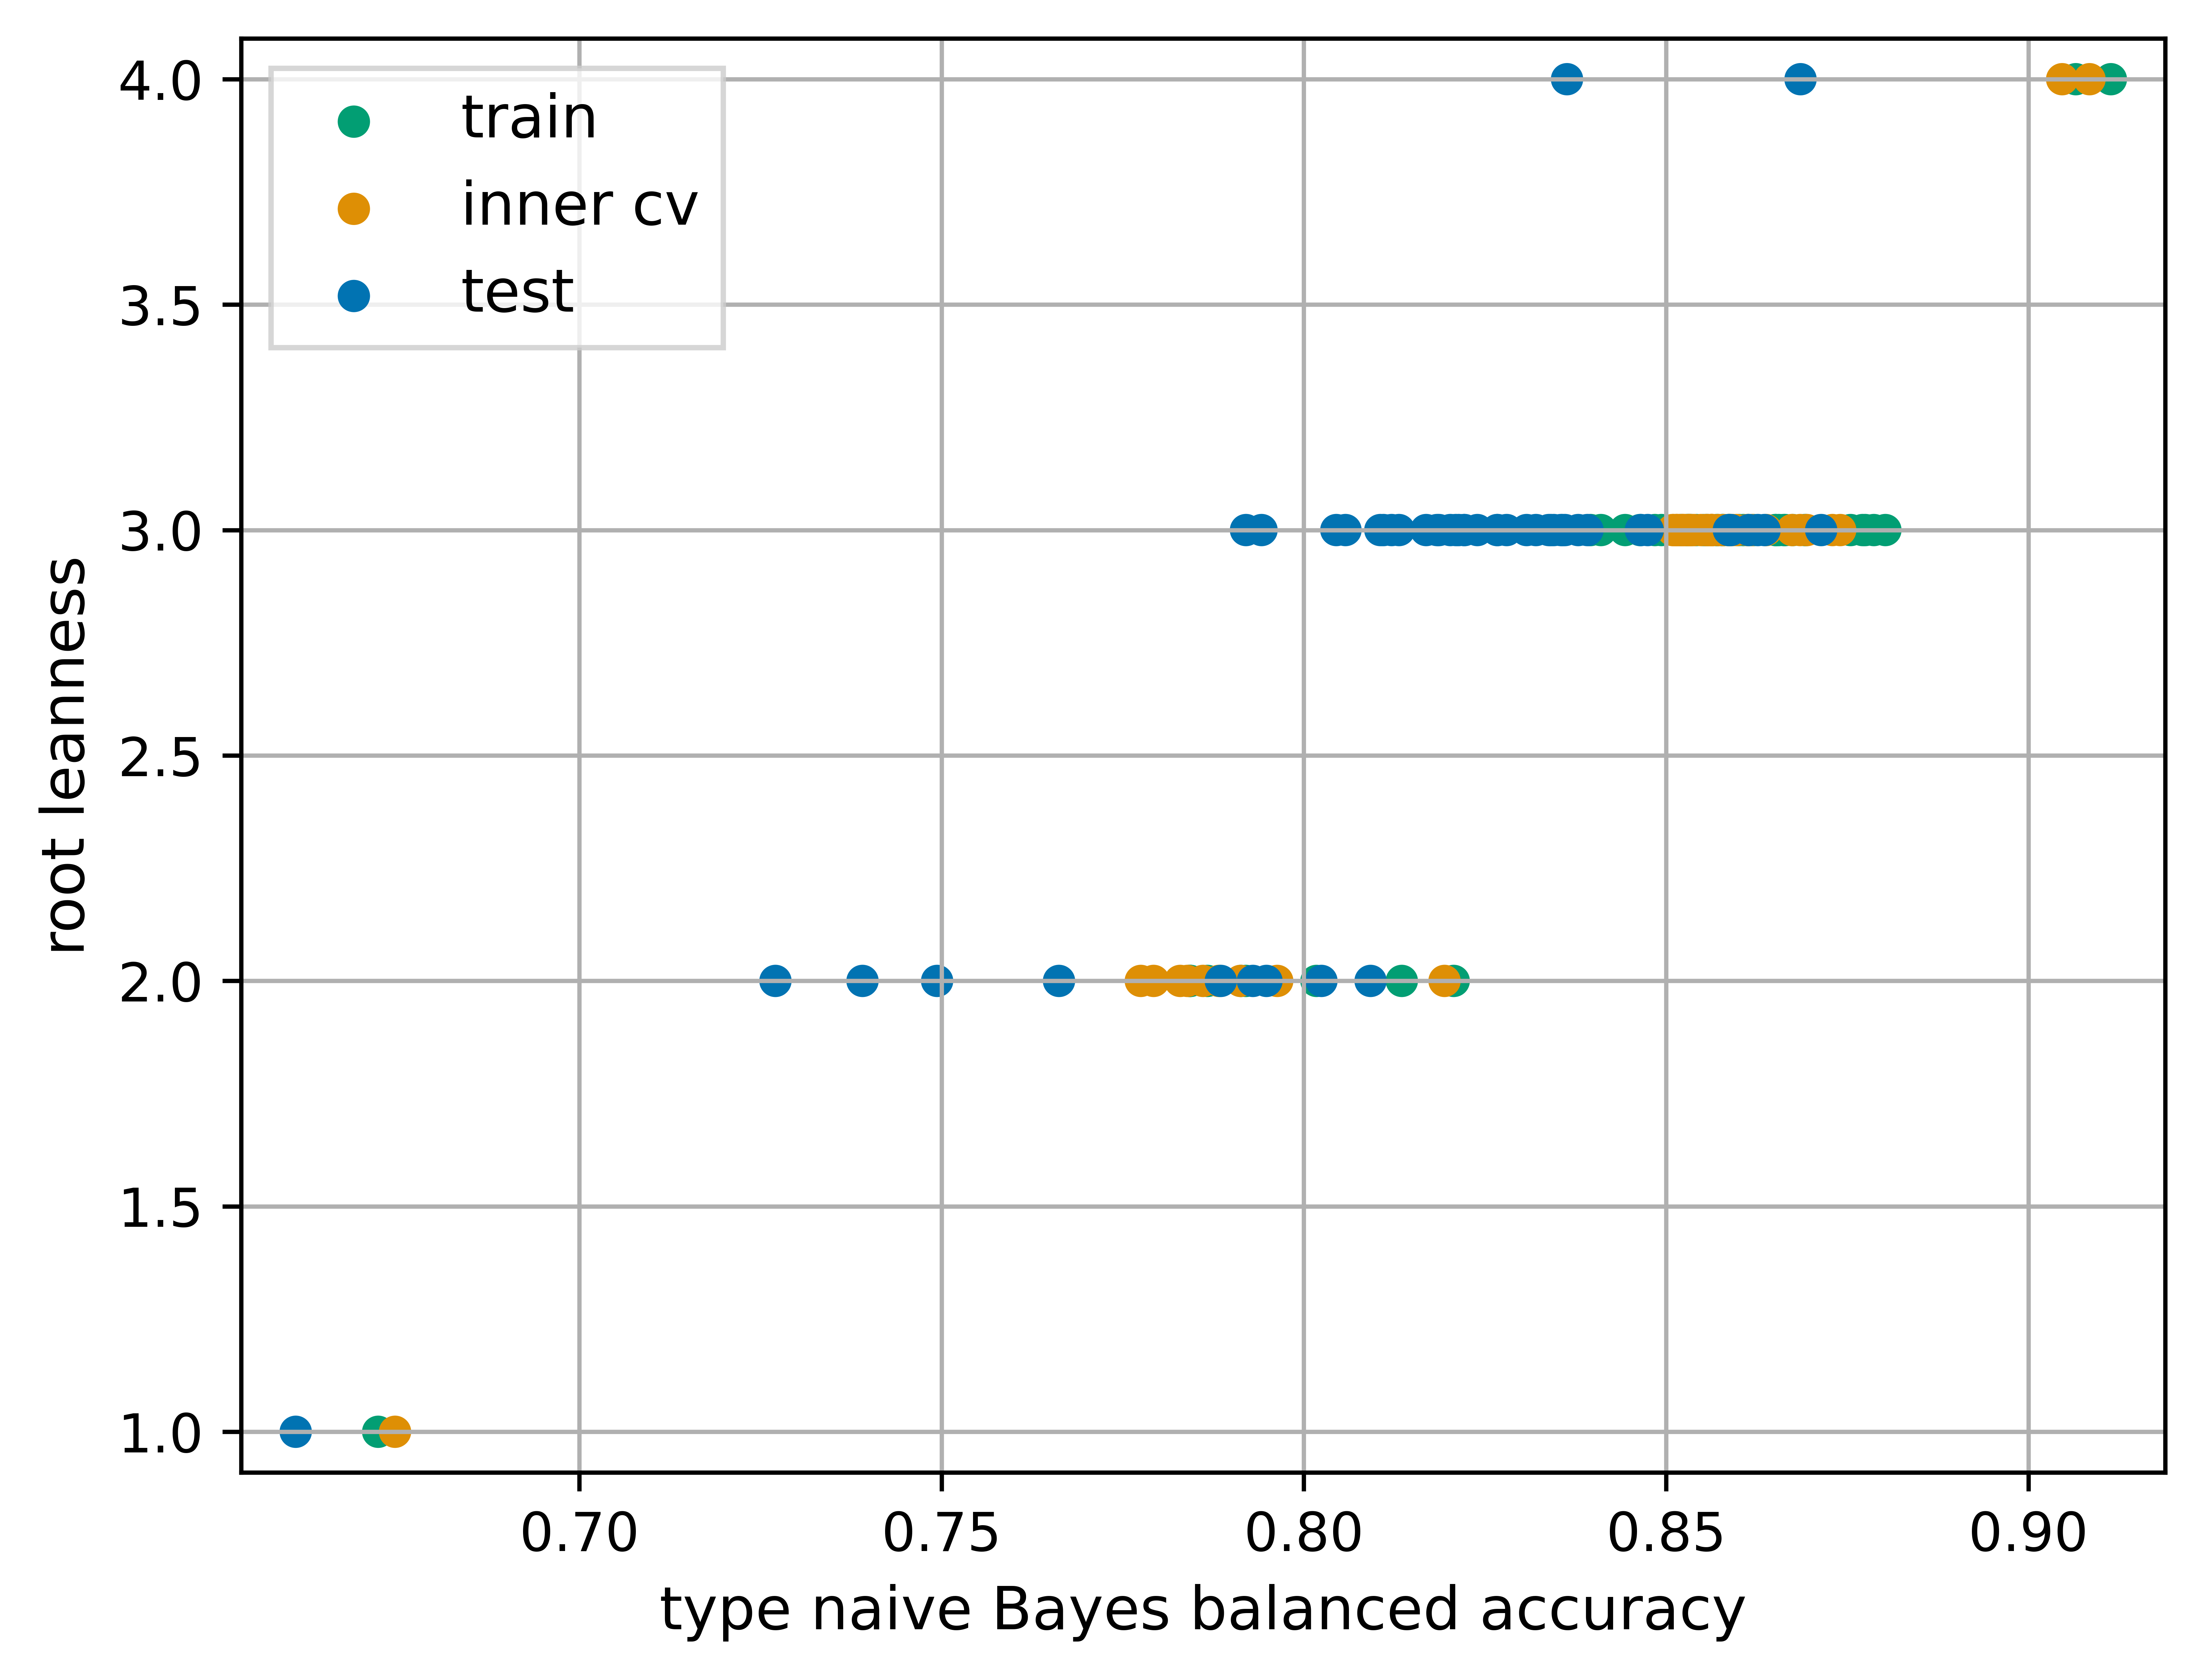 train
inner cv
test
root leanness
4.0
3.5
3.0
2.5
2.0
1.5
1.0
0.70 0.75 0.80 0.85 0.90
type naive Bayes balanced accuracy